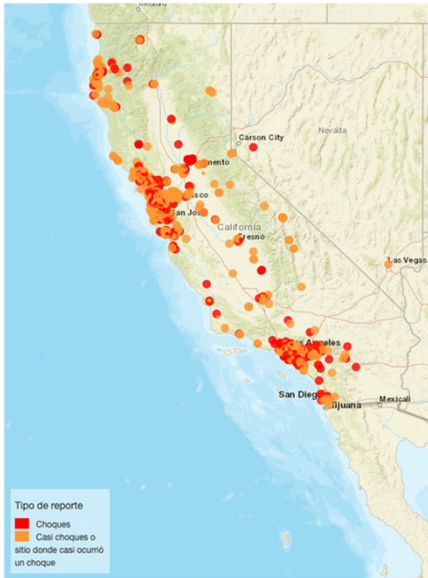 Medford
Carson City
Nevada
mento
isco
San Jos
California
Fresno
Las Vegas
os Angeles
San Dieg
Tijuana
Mexicali
Tipo de reporte
Choques
Casi choques o
sitio donde casi ocurrió
un choque